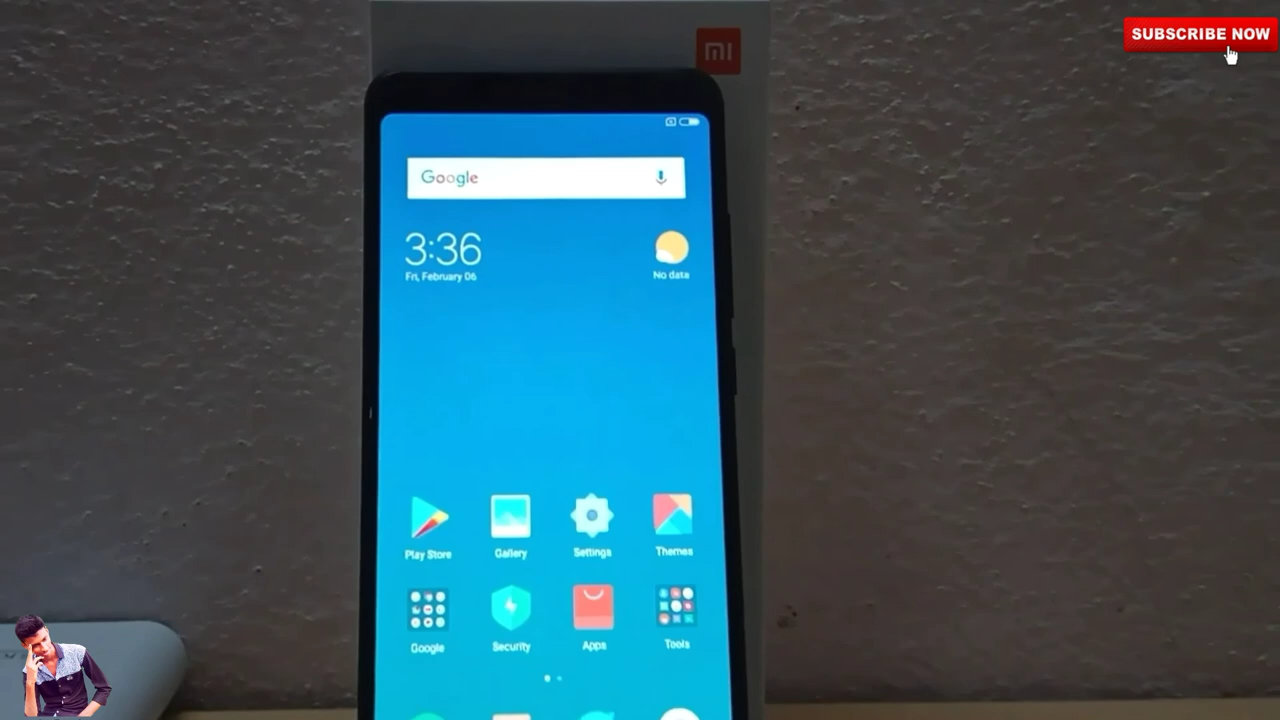 SUBSCRIBE NOW
mi
Google
3:36
Fri, February 06
No data
Play Store
Gallery
Settings
Themes
Google
Security
Apps
Tools